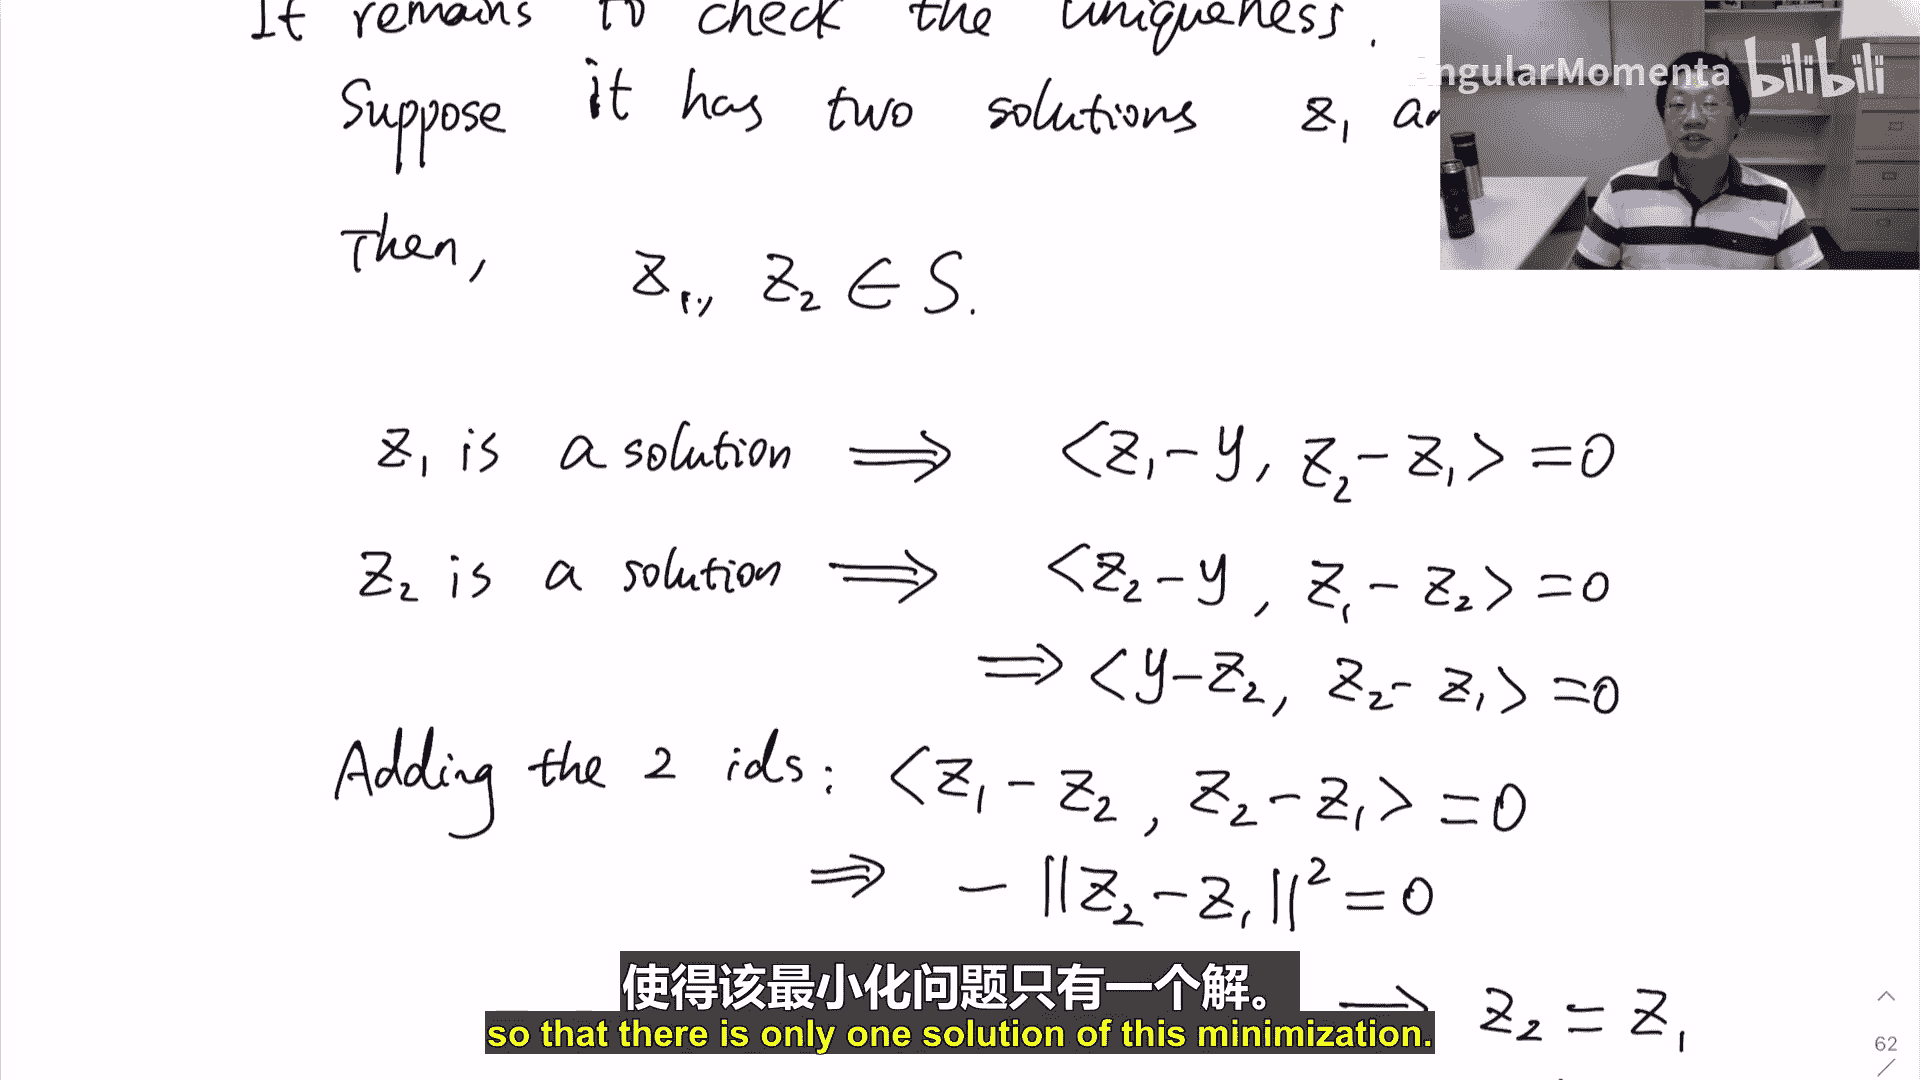 It remains to check the uniqueness.
ngularMomenta bilibili
Suppose it has two solutions z₁
Then, z₁, z₂ ∈ S.
z₁ is a solution ⟹ <z₁-y, z₂-z₁> =0
z₂ is a solution ⟹ <z₂-y, z₁-z₂> =0
⟹ <y-z₂, z₂-z₁> =0
Adding the 2 ids: <z₁-z₂, z₂-z₁> =0
⟹ -||z₂-z₁||² =0
使得该最小化问题只有一个解。
⟹ z₂ = z₁
so that there is only one solution of this minimization.
62